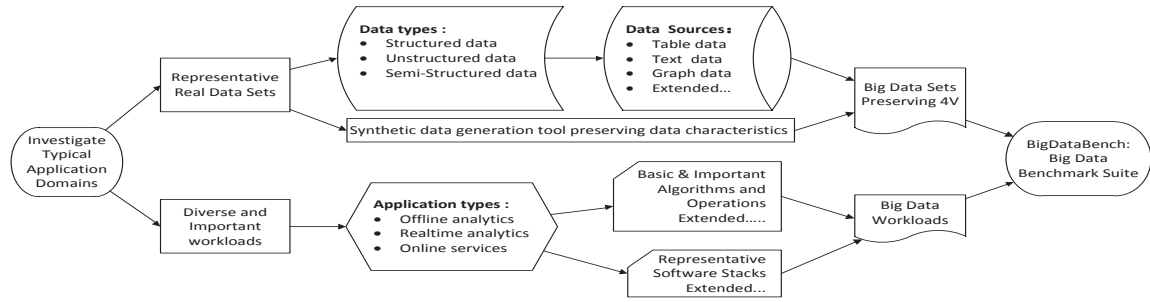 Investigate
Typical
Application
Domains
Representative
Real Data Sets
Data types :
● Structured data
● Unstructured data
● Semi-Structured data
Data Sources：
● Table data
● Text data
● Graph data
● Extended…
Synthetic data generation tool preserving data characteristics
Big Data Sets
Preserving 4V
Diverse and
Important
workloads
Application types :
● Offline analytics
● Realtime analytics
● Online services
Basic & Important
Algorithms and
Operations
Extended…..
Representative
Software Stacks
Extended...
Big Data
Workloads
BigDataBench:
Big Data
Benchmark Suite